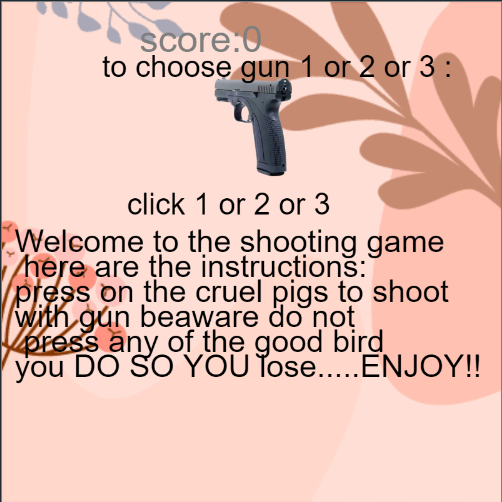 score:0
to choose gun 1 or 2 or 3 :
click 1 or 2 or 3
Welcome to the shooting game
here are the instructions:
press on the cruel pigs to shoot
with gun beaware do not
press any of the good bird
you DO SO YOU lose.....ENJOY!!